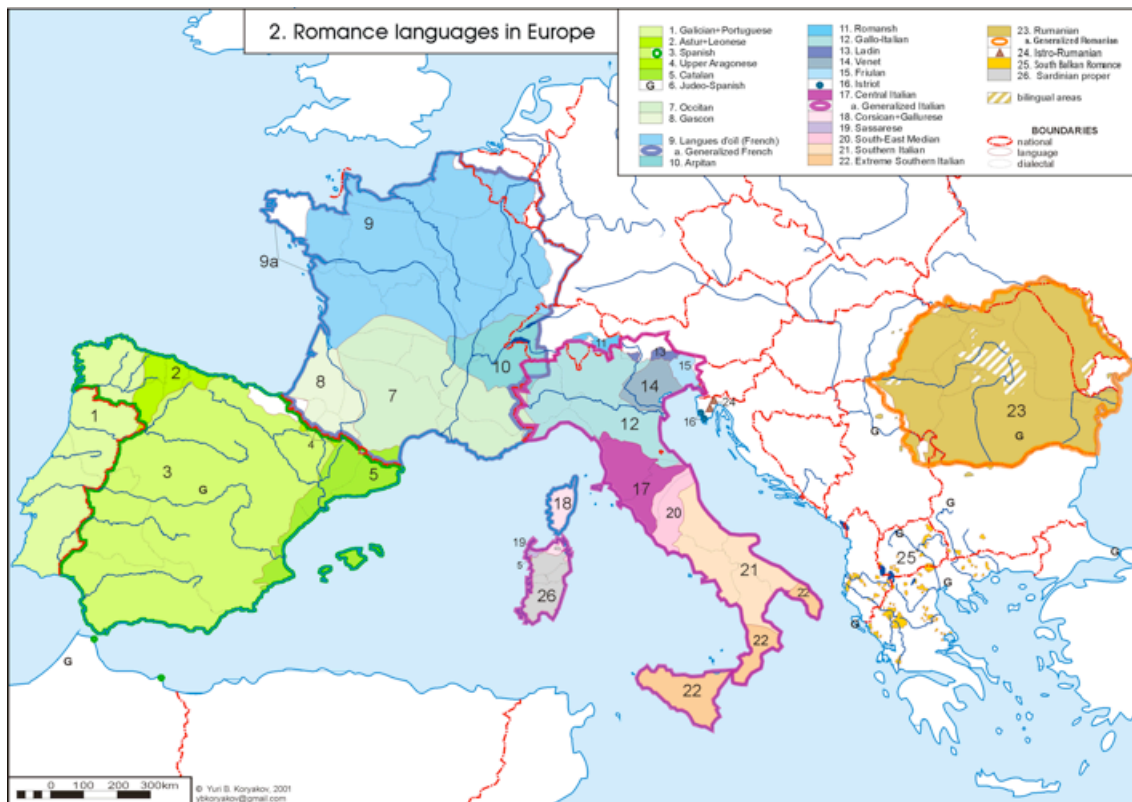 2. Romance languages in Europe
1. Galician+Portuguese
2. Astur+Leonese
3. Spanish
4. Upper Aragonese
5. Catalan
G 6. Judeo-Spanish
7. Occitan
8. Gascon
9. Langues d'oïl (French)
a. Generalized French
10. Arpitan
11. Romansh
12. Gallo-Italian
13. Ladin
14. Venet
15. Friulan
16. Istriot
17. Central Italian
a. Generalized Italian
18. Corsican+Gallurese
19. Sassarese
20. South-East Median
21. Southern Italian
22. Extreme Southern Italian
23. Rumanian
a. Generalized Romanian
24. Istro-Rumanian
25. South Balkan Romance
26. Sardinian proper
bilingual areas
BOUNDARIES
national
language
dialectal
9
9a
2
1
3
4
5
G
8
7
10
11
13
15
14
12
16
24
17
20
18
19
5
26
21
22
22
22
23
G
G
G
G
25
G
G
G
G
0 100 200 300km
© Yuri B. Koryakov, 2001
ybkoryakov@gmail.com